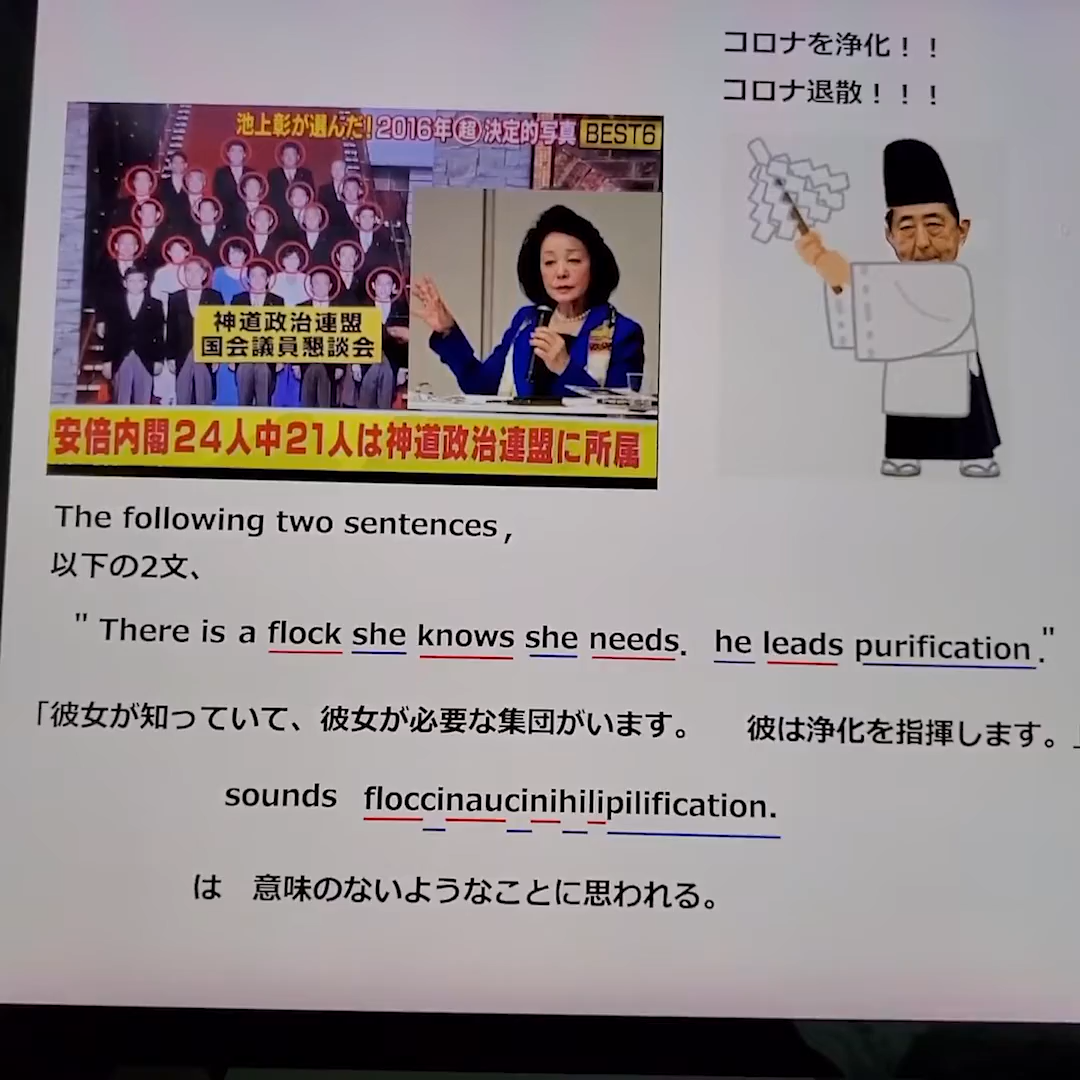 コロナを浄化！！
コロナ退散！！！
池上彰が選んだ！2016年超決定的写真 BEST6
神道政治連盟
国会議員懇談会
安倍内閣24人中21人は神道政治連盟に所属
The following two sentences,
以下の2文、
" There is a flock she knows she needs. he leads purification."
「彼女が知っていて、彼女が必要な集団がいます。 彼は浄化を指揮します。」
sounds floccinaucinihilipilification.
は 意味のないようなことに思われる。